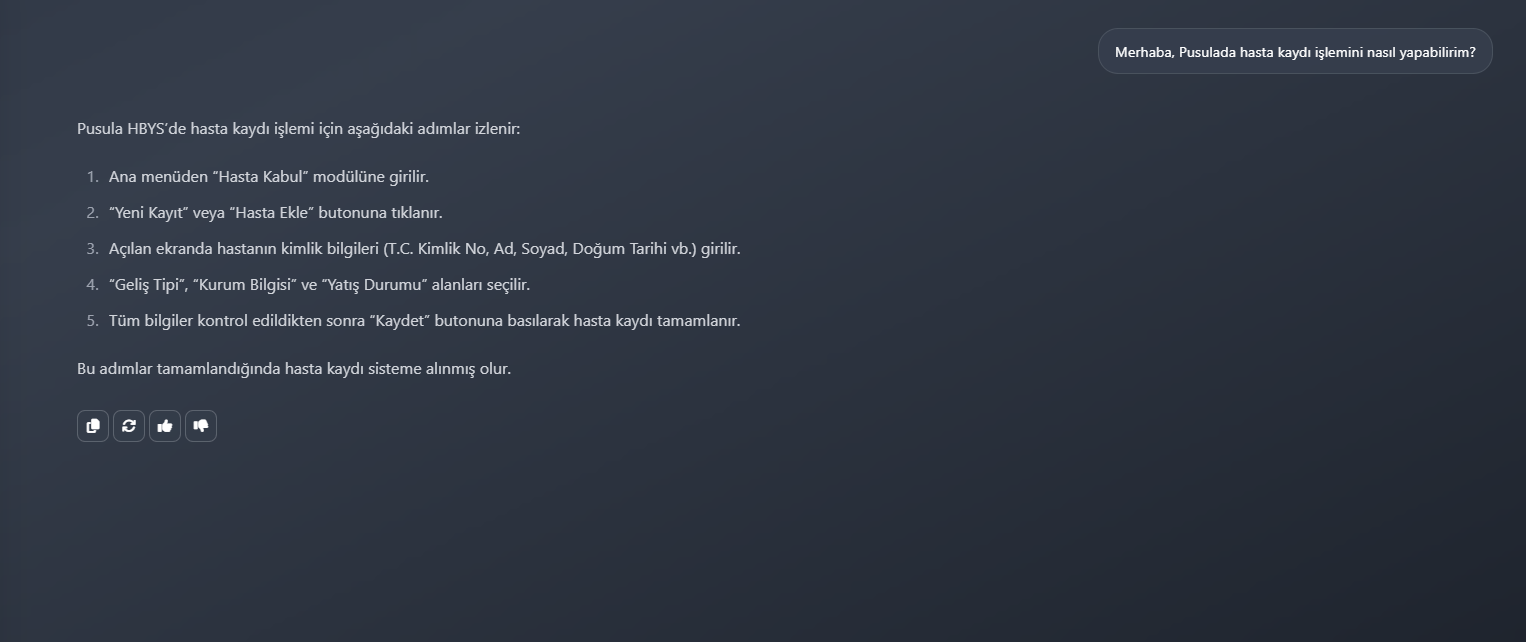 Merhaba, Pusulada hasta kaydı işlemini nasıl yapabilirim?
Pusula HBYS’de hasta kaydı işlemi için aşağıdaki adımlar izlenir:
1. Ana menüden “Hasta Kabul” modülüne girilir.
2. “Yeni Kayıt” veya “Hasta Ekle” butonuna tıklanır.
3. Açılan ekranda hastanın kimlik bilgileri (T.C. Kimlik No, Ad, Soyad, Doğum Tarihi vb.) girilir.
4. “Geliş Tipi”, “Kurum Bilgisi” ve “Yatış Durumu” alanları seçilir.
5. Tüm bilgiler kontrol edildikten sonra “Kaydet” butonuna basılarak hasta kaydı tamamlanır.
Bu adımlar tamamlandığında hasta kaydı sisteme alınmış olur.